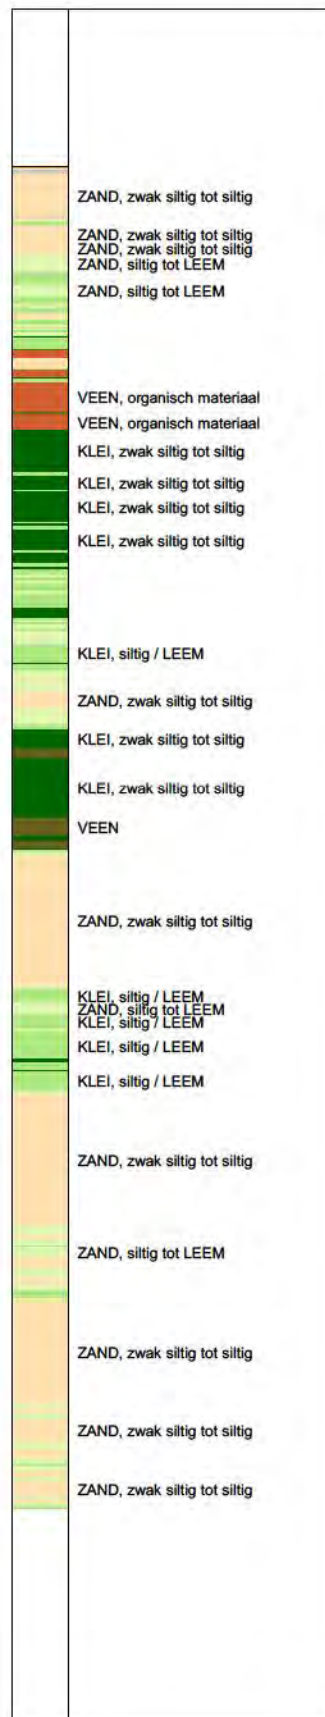 ZAND, zwak siltig tot siltig
ZAND, zwak siltig tot siltig
ZAND, zwak siltig tot siltig
ZAND, siltig tot LEEM
ZAND, siltig tot LEEM
VEEN, organisch materiaal
VEEN, organisch materiaal
KLEI, zwak siltig tot siltig
KLEI, zwak siltig tot siltig
KLEI, zwak siltig tot siltig
KLEI, zwak siltig tot siltig
KLEI, siltig / LEEM
ZAND, zwak siltig tot siltig
KLEI, zwak siltig tot siltig
KLEI, zwak siltig tot siltig
VEEN
ZAND, zwak siltig tot siltig
KLEI, siltig / LEEM
ZAND, siltig tot LEEM
KLEI, siltig / LEEM
KLEI, siltig / LEEM
KLEI, siltig / LEEM
ZAND, zwak siltig tot siltig
ZAND, siltig tot LEEM
ZAND, zwak siltig tot siltig
ZAND, zwak siltig tot siltig
ZAND, zwak siltig tot siltig